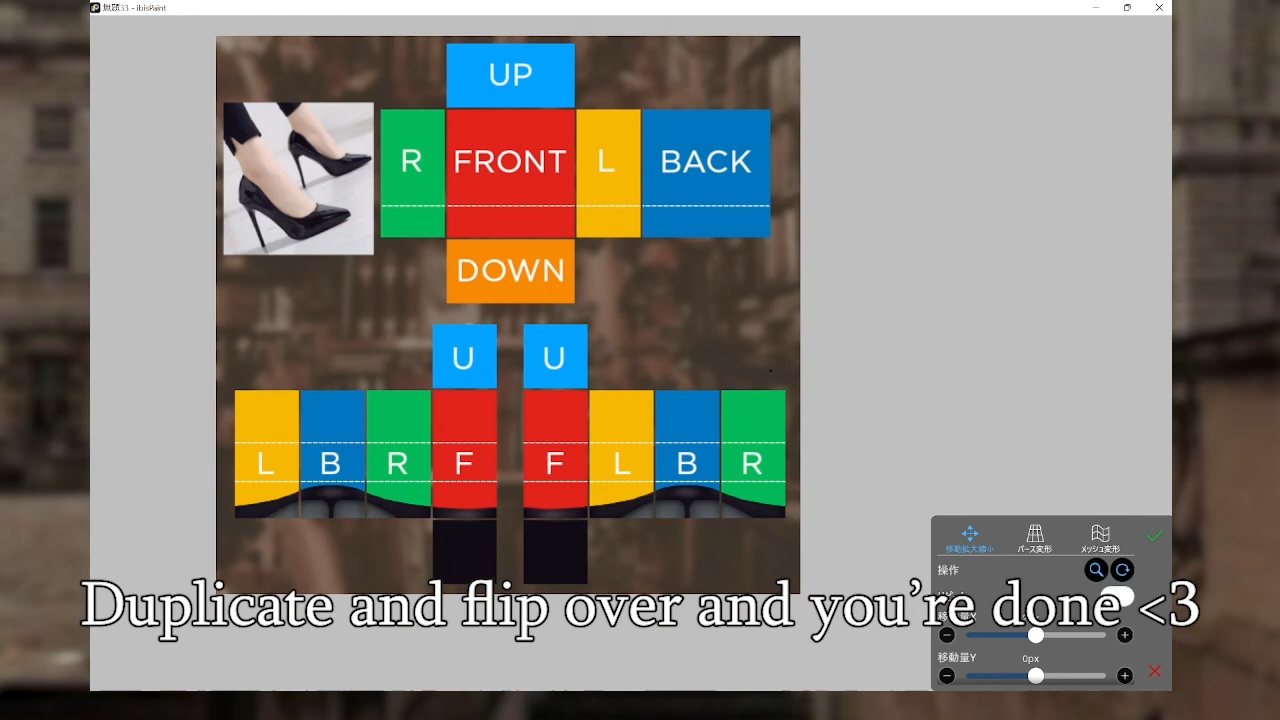 無題33 - ibisPaint
UP
R FRONT L BACK
DOWN
U U
L B R F F L B R
移動拡大縮小 パース変形 メッシュ変形
操作
移動量Y 0px
Duplicate and flip over and you're done <3